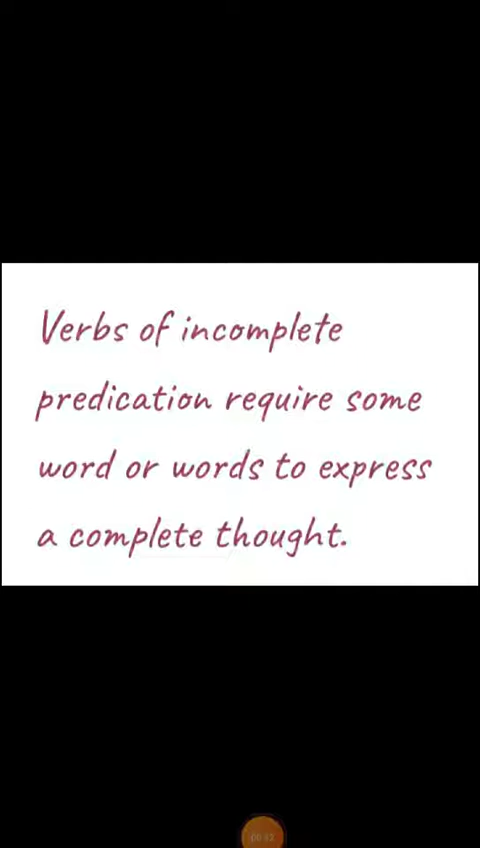 Verbs of incomplete
predication require some
word or words to express
a complete thought.